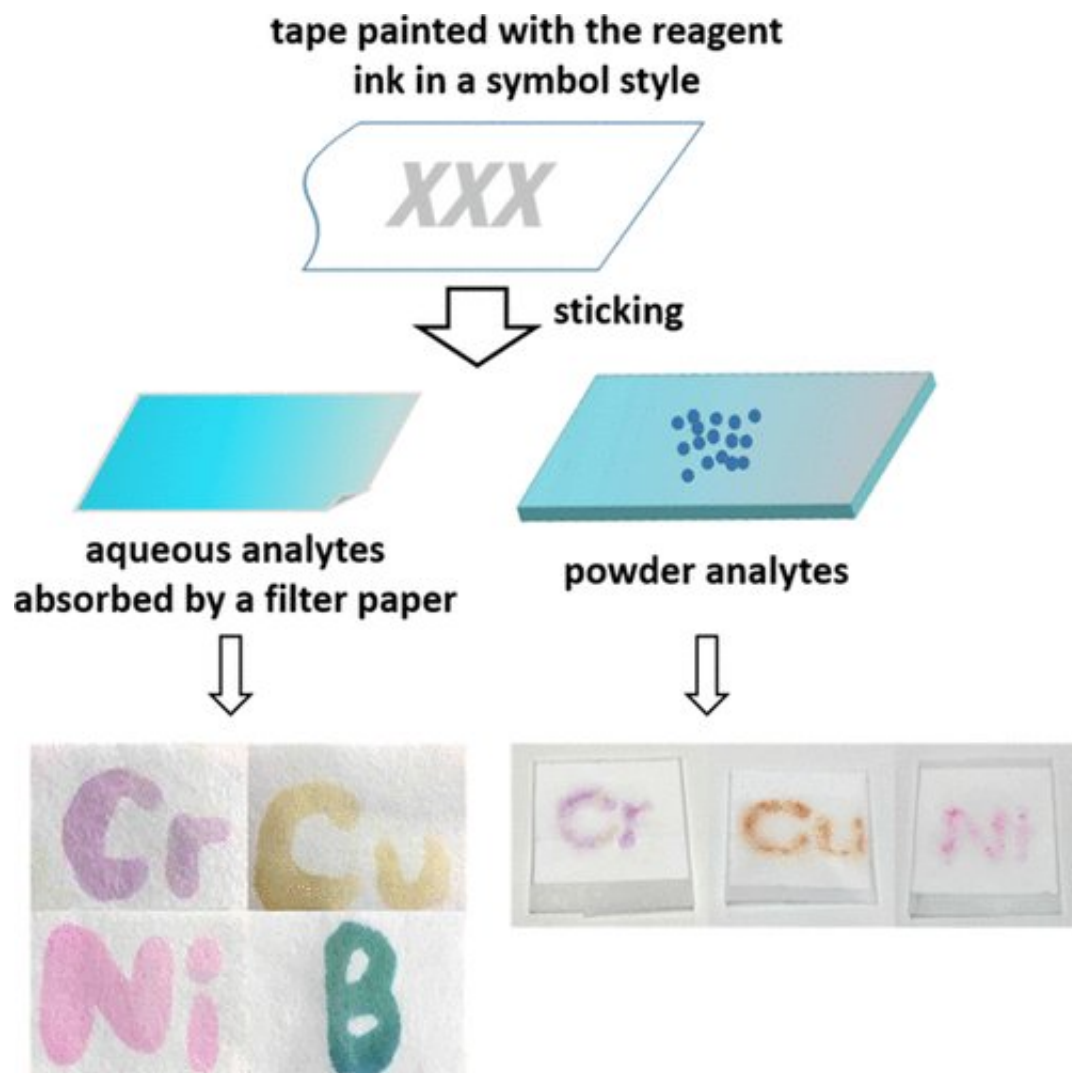 tape painted with the reagent
ink in a symbol style
XXX
sticking
aqueous analytes
absorbed by a filter paper
powder analytes
Cr
Cu
Ni
B
Cr
Cu
Ni